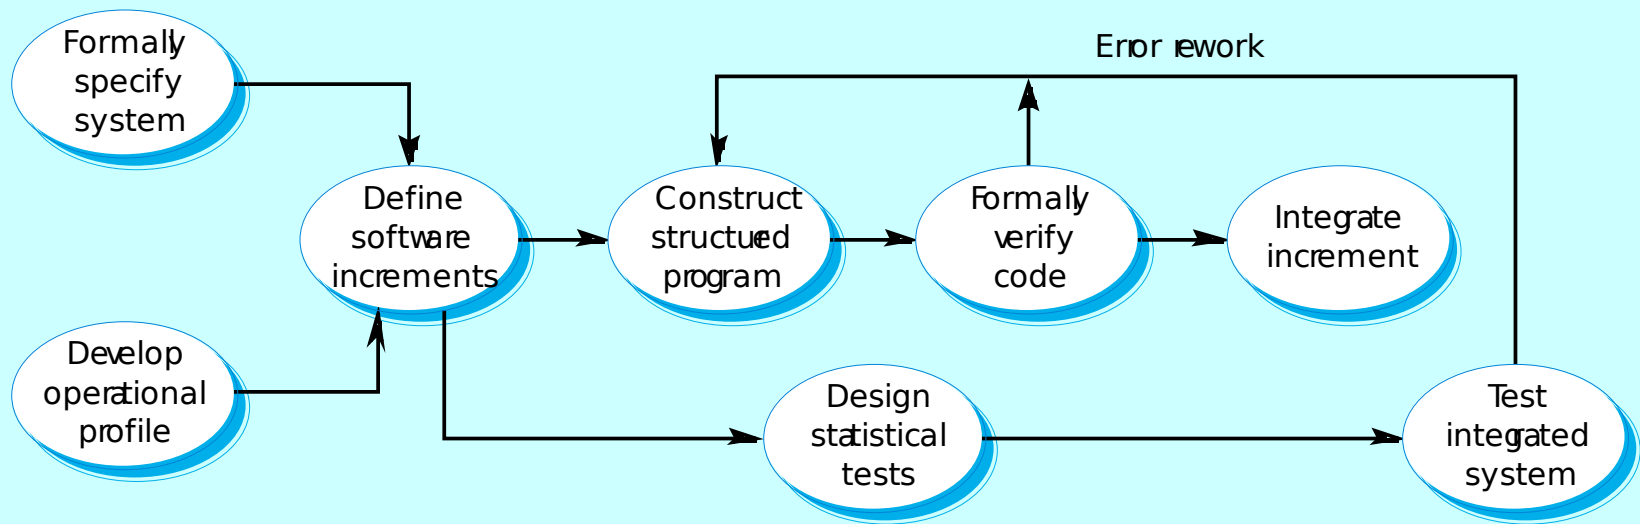 Formally
specify
system
Error rework
Define
software
increments
Construct
structured
program
Formally
verify
code
Integrate
increment
Develop
operational
profile
Design
statistical
tests
Test
integrated
system